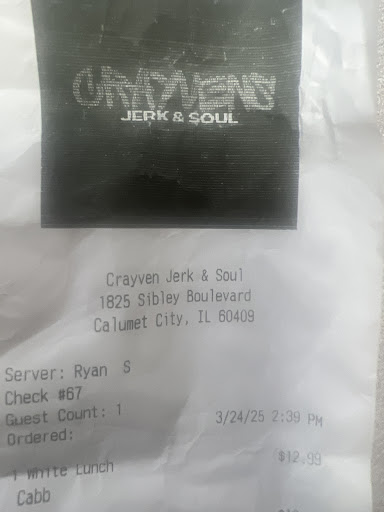 CRAYVENS
JERK & SOUL
Crayven Jerk & Soul
1825 Sibley Boulevard
Calumet City, IL 60409
Server: Ryan S
Check #67
Guest Count: 1
Ordered: 3/24/25 2:39 PM
1 White Lunch $12.99
Cabb